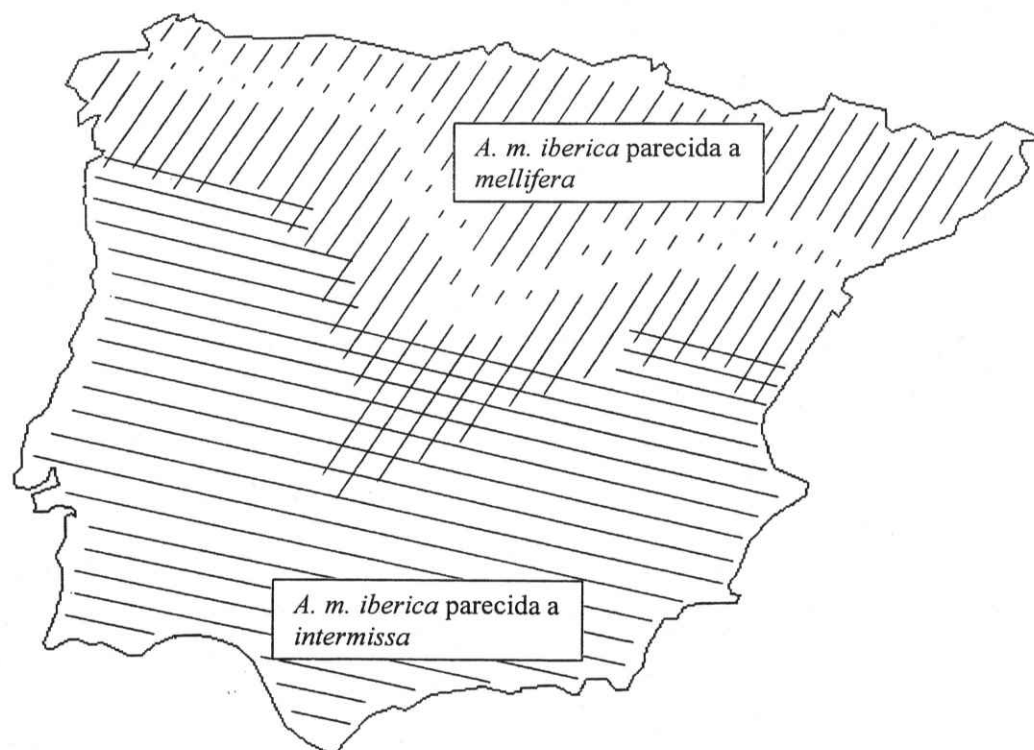 A. m. iberica parecida a
mellifera
A. m. iberica parecida a
intermissa